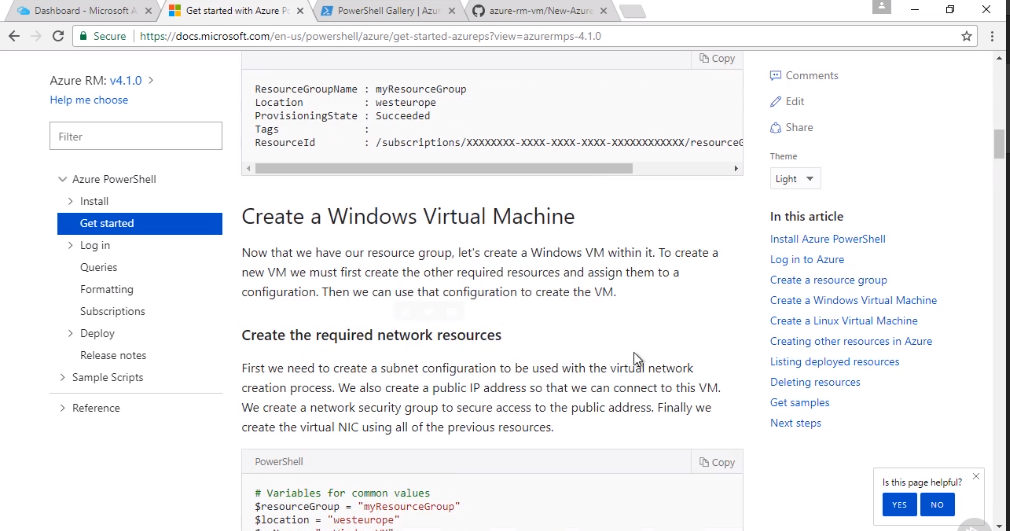 Dashboard - Microsoft A
Get started with Azure P
PowerShell Gallery | Azu
azure-rm-vm/New-Azure
Secure
https://docs.microsoft.com/en-us/powershell/azure/get-started-azureps?view=azurermps-4.1.0
Azure RM: v4.1.0
Help me choose
Filter
Azure PowerShell
Install
Get started
Log in
Queries
Formatting
Subscriptions
Deploy
Release notes
Sample Scripts
Reference
Copy
ResourceGroupName : myResourceGroup
Location          : westeurope
ProvisioningState : Succeeded
Tags              :
ResourceId        : /subscriptions/XXXXXXXX-XXXX-XXXX-XXXX-XXXXXXXXXXXX/resourceG
Create a Windows Virtual Machine
Now that we have our resource group, let's create a Windows VM within it. To create a
new VM we must first create the other required resources and assign them to a
configuration. Then we can use that configuration to create the VM.
Create the required network resources
First we need to create a subnet configuration to be used with the virtual network
creation process. We also create a public IP address so that we can connect to this VM.
We create a network security group to secure access to the public address. Finally we
create the virtual NIC using all of the previous resources.
PowerShell
Copy
# Variables for common values
$resourceGroup = "myResourceGroup"
$location = "westeurope"
Comments
Edit
Share
Theme
Light
In this article
Install Azure PowerShell
Log in to Azure
Create a resource group
Create a Windows Virtual Machine
Create a Linux Virtual Machine
Creating other resources in Azure
Listing deployed resources
Deleting resources
Get samples
Next steps
Is this page helpful?
YES
NO